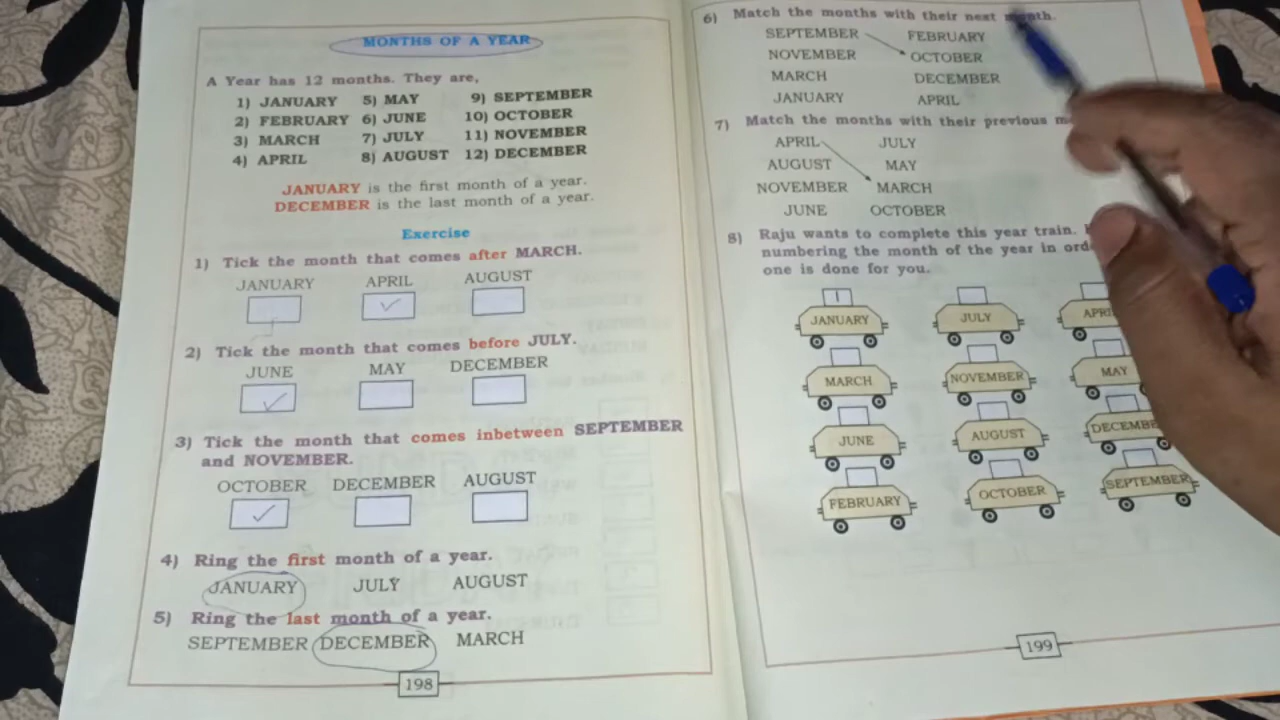 MONTHS OF A YEAR
A Year has 12 months. They are,
1) JANUARY 5) MAY 9) SEPTEMBER
2) FEBRUARY 6) JUNE 10) OCTOBER
3) MARCH 7) JULY 11) NOVEMBER
4) APRIL 8) AUGUST 12) DECEMBER
JANUARY is the first month of a year.
DECEMBER is the last month of a year.
Exercise
1) Tick the month that comes after MARCH.
JANUARY APRIL AUGUST
2) Tick the month that comes before JULY.
JUNE MAY DECEMBER
3) Tick the month that comes inbetween SEPTEMBER
and NOVEMBER.
OCTOBER DECEMBER AUGUST
4) Ring the first month of a year.
JANUARY JULY AUGUST
5) Ring the last month of a year.
SEPTEMBER DECEMBER MARCH
198
6) Match the months with their next month.
SEPTEMBER FEBRUARY
NOVEMBER OCTOBER
MARCH DECEMBER
JANUARY APRIL
7) Match the months with their previous
APRIL JULY
AUGUST MAY
NOVEMBER MARCH
JUNE OCTOBER
8) Raju wants to complete this year train.
numbering the month of the year in
one is done for you.
1
JANUARY JULY APRIL
MARCH NOVEMBER MAY
JUNE AUGUST DECEMBER
FEBRUARY OCTOBER SEPTEMBER
199